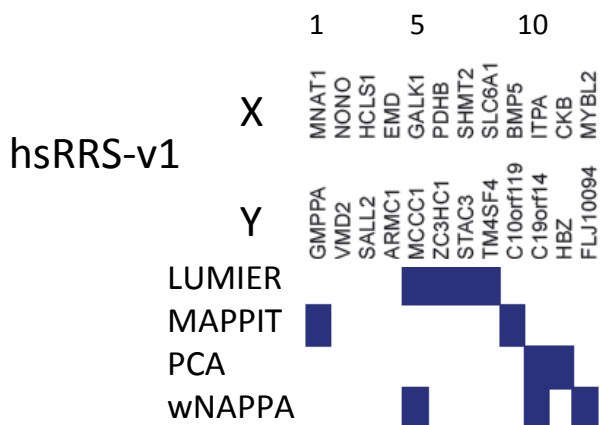 1 5 10
X MNAT1 NONO HCLS1 EMD GALK1 PDHB SHMT2 SLC6A1 BMP5 ITPA CKB MYBL2
hsRRS-v1
Y GMPPA VMD2 SALL2 ARMC1 MCCC1 ZC3HC1 STAC3 TM4SF4 C10orf119 C19orf14 HBZ FLJ10094
LUMIER
MAPPIT
PCA
wNAPPA